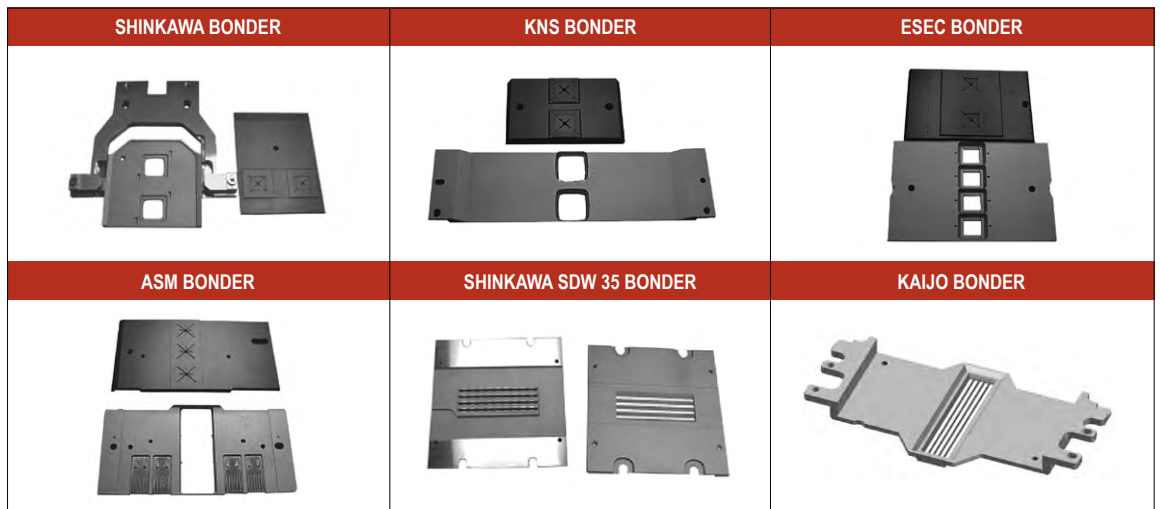 SHINKAWA BONDER
KNS BONDER
ESEC BONDER
ASM BONDER
SHINKAWA SDW 35 BONDER
KAIJO BONDER